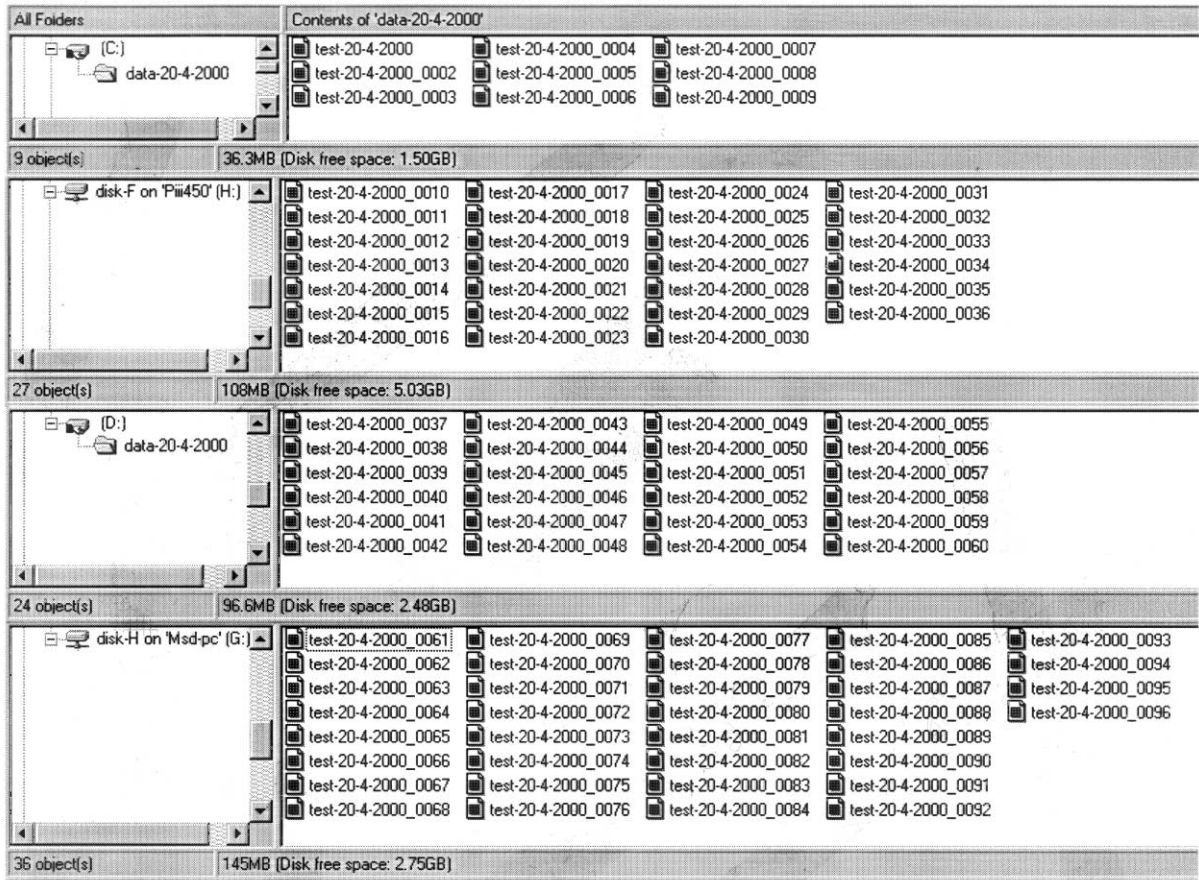 All Folders Contents of 'data-20-4-2000'
(C:) test-20-4-2000 test-20-4-2000_0004 test-20-4-2000_0007
data-20-4-2000 test-20-4-2000_0002 test-20-4-2000_0005 test-20-4-2000_0008
test-20-4-2000_0003 test-20-4-2000_0006 test-20-4-2000_0009
9 object(s) 36.3MB (Disk free space: 1.50GB)
disk-F on 'Piii450' (H:) test-20-4-2000_0010 test-20-4-2000_0017 test-20-4-2000_0024 test-20-4-2000_0031
test-20-4-2000_0011 test-20-4-2000_0018 test-20-4-2000_0025 test-20-4-2000_0032
test-20-4-2000_0012 test-20-4-2000_0019 test-20-4-2000_0026 test-20-4-2000_0033
test-20-4-2000_0013 test-20-4-2000_0020 test-20-4-2000_0027 test-20-4-2000_0034
test-20-4-2000_0014 test-20-4-2000_0021 test-20-4-2000_0028 test-20-4-2000_0035
test-20-4-2000_0015 test-20-4-2000_0022 test-20-4-2000_0029 test-20-4-2000_0036
test-20-4-2000_0016 test-20-4-2000_0023 test-20-4-2000_0030
27 object(s) 108MB (Disk free space: 5.03GB)
(D:) test-20-4-2000_0037 test-20-4-2000_0043 test-20-4-2000_0049 test-20-4-2000_0055
data-20-4-2000 test-20-4-2000_0038 test-20-4-2000_0044 test-20-4-2000_0050 test-20-4-2000_0056
test-20-4-2000_0039 test-20-4-2000_0045 test-20-4-2000_0051 test-20-4-2000_0057
test-20-4-2000_0040 test-20-4-2000_0046 test-20-4-2000_0052 test-20-4-2000_0058
test-20-4-2000_0041 test-20-4-2000_0047 test-20-4-2000_0053 test-20-4-2000_0059
test-20-4-2000_0042 test-20-4-2000_0048 test-20-4-2000_0054 test-20-4-2000_0060
24 object(s) 96.6MB (Disk free space: 2.48GB)
disk-H on 'Msd-pc' (G:) test-20-4-2000_0061 test-20-4-2000_0069 test-20-4-2000_0077 test-20-4-2000_0085 test-20-4-2000_0093
test-20-4-2000_0062 test-20-4-2000_0070 test-20-4-2000_0078 test-20-4-2000_0086 test-20-4-2000_0094
test-20-4-2000_0063 test-20-4-2000_0071 test-20-4-2000_0079 test-20-4-2000_0087 test-20-4-2000_0095
test-20-4-2000_0064 test-20-4-2000_0072 test-20-4-2000_0080 test-20-4-2000_0088 test-20-4-2000_0096
test-20-4-2000_0065 test-20-4-2000_0073 test-20-4-2000_0081 test-20-4-2000_0089
test-20-4-2000_0066 test-20-4-2000_0074 test-20-4-2000_0082 test-20-4-2000_0090
test-20-4-2000_0067 test-20-4-2000_0075 test-20-4-2000_0083 test-20-4-2000_0091
test-20-4-2000_0068 test-20-4-2000_0076 test-20-4-2000_0084 test-20-4-2000_0092
36 object(s) 145MB (Disk free space: 2.75GB)